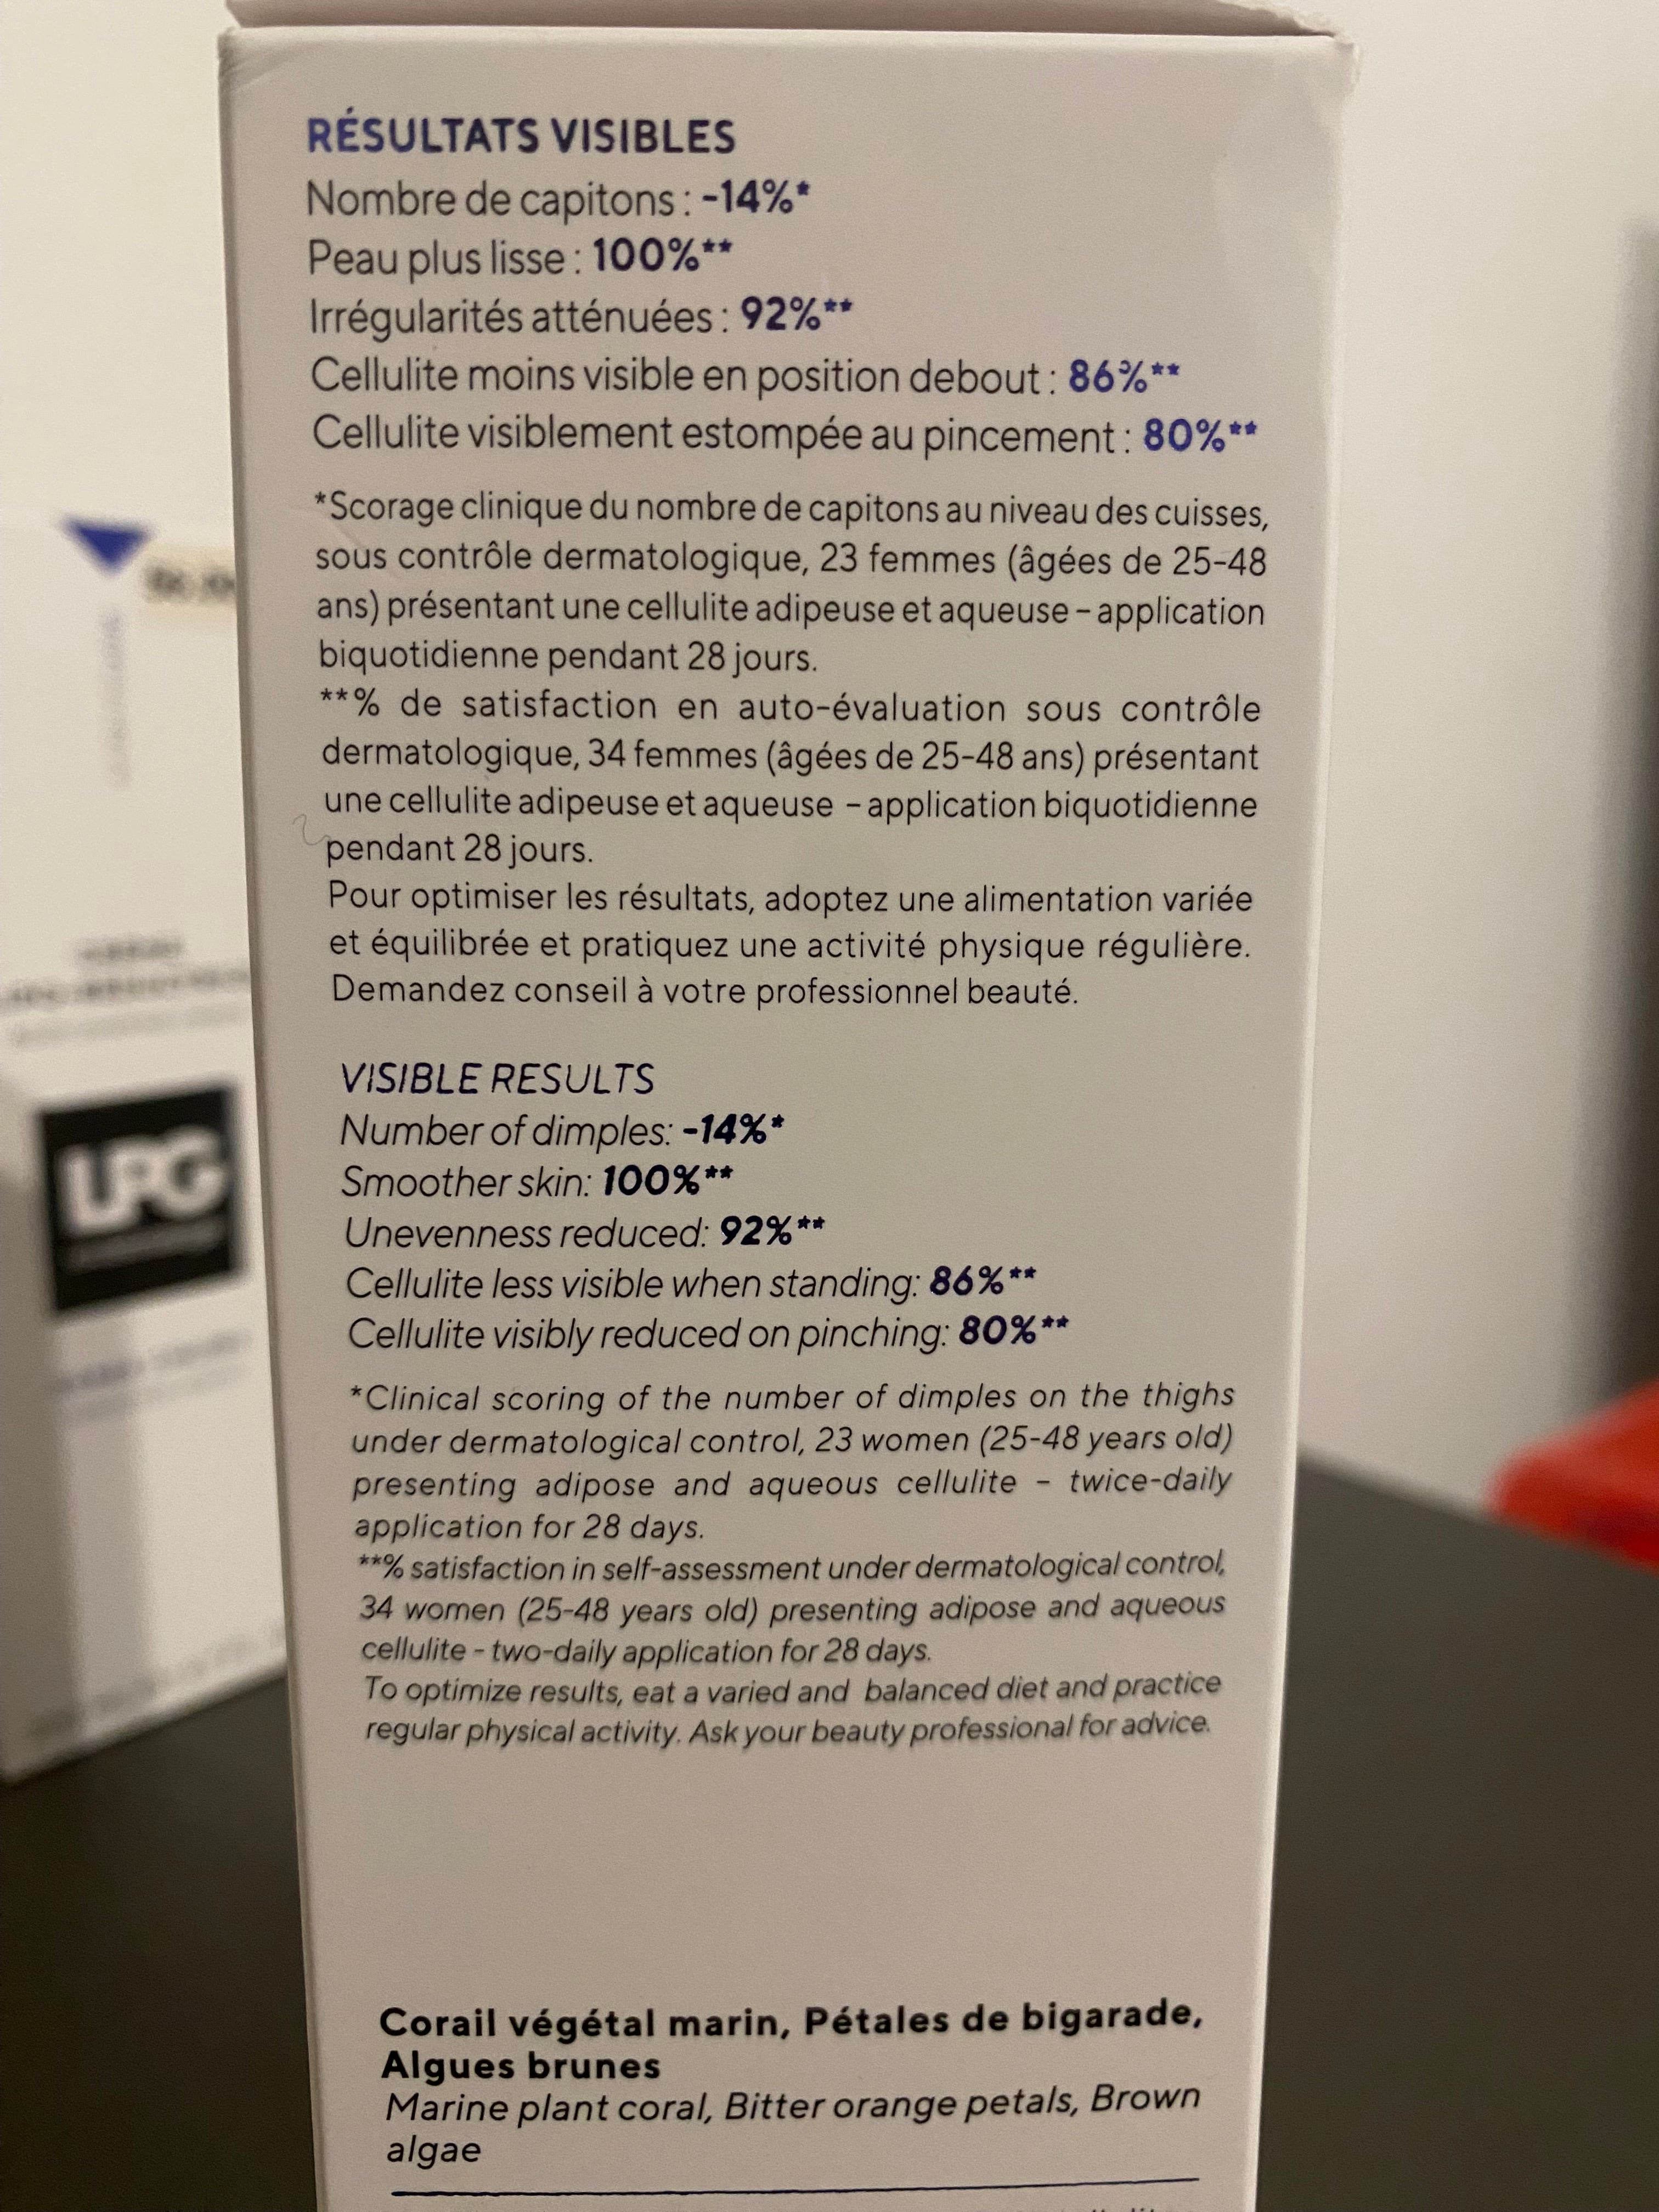 RÉSULTATS VISIBLES
Nombre de capitons : -14%*
Peau plus lisse : 100%**
Irrégularités atténuées : 92%**
Cellulite moins visible en position debout : 86%**
Cellulite visiblement estompée au pincement : 80%**
*Scorage clinique du nombre de capitons au niveau des cuisses,
sous contrôle dermatologique, 23 femmes (âgées de 25-48
ans) présentant une cellulite adipeuse et aqueuse – application
biquotidienne pendant 28 jours.
**% de satisfaction en auto-évaluation sous contrôle
dermatologique, 34 femmes (âgées de 25-48 ans) présentant
une cellulite adipeuse et aqueuse – application biquotidienne
pendant 28 jours.
Pour optimiser les résultats, adoptez une alimentation variée
et équilibrée et pratiquez une activité physique régulière.
Demandez conseil à votre professionnel beauté.
VISIBLE RESULTS
Number of dimples: -14%*
Smoother skin: 100%**
Unevenness reduced: 92%**
Cellulite less visible when standing: 86%**
Cellulite visibly reduced on pinching: 80%**
*Clinical scoring of the number of dimples on the thighs
under dermatological control, 23 women (25-48 years old)
presenting adipose and aqueous cellulite – twice-daily
application for 28 days.
**% satisfaction in self-assessment under dermatological control,
34 women (25-48 years old) presenting adipose and aqueous
cellulite - two-daily application for 28 days.
To optimize results, eat a varied and balanced diet and practice
regular physical activity. Ask your beauty professional for advice.
Corail végétal marin, Pétales de bigarade,
Algues brunes
Marine plant coral, Bitter orange petals, Brown
algae
LPG